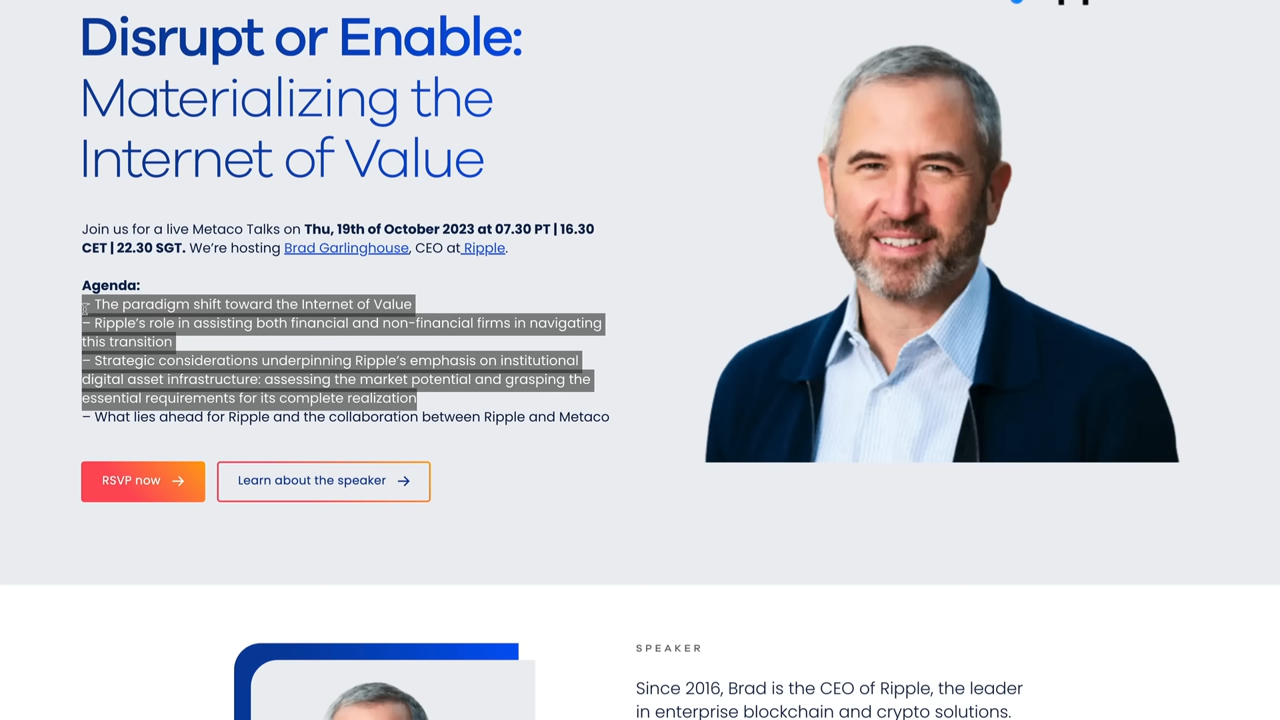 Disrupt or Enable:
Materializing the
Internet of Value
Join us for a live Metaco Talks on Thu, 19th of October 2023 at 07.30 PT | 16.30
CET | 22.30 SGT. We’re hosting Brad Garlinghouse, CEO at Ripple.
Agenda:
– The paradigm shift toward the Internet of Value
– Ripple’s role in assisting both financial and non-financial firms in navigating
this transition
– Strategic considerations underpinning Ripple’s emphasis on institutional
digital asset infrastructure: assessing the market potential and grasping the
essential requirements for its complete realization
– What lies ahead for Ripple and the collaboration between Ripple and Metaco
RSVP now →
Learn about the speaker →
SPEAKER
Since 2016, Brad is the CEO of Ripple, the leader
in enterprise blockchain and crypto solutions.